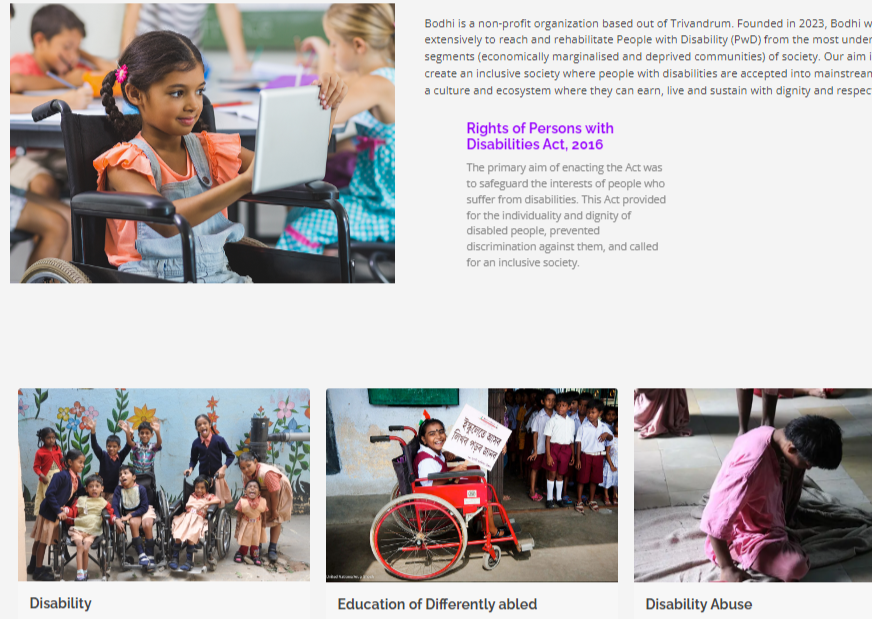 Bodhi is a non-profit organization based out of Trivandrum. Founded in 2023, Bodhi w
extensively to reach and rehabilitate People with Disability (PwD) from the most under
segments (economically marginalised and deprived communities) of society. Our aim i
create an inclusive society where people with disabilities are accepted into mainstream
a culture and ecosystem where they can earn, live and sustain with dignity and respec
Rights of Persons with
Disabilities Act, 2016
The primary aim of enacting the Act was
to safeguard the interests of people who
suffer from disabilities. This Act provided
for the individuality and dignity of
disabled people, prevented
discrimination against them, and called
for an inclusive society.
Disability
Education of Differently abled
Disability Abuse